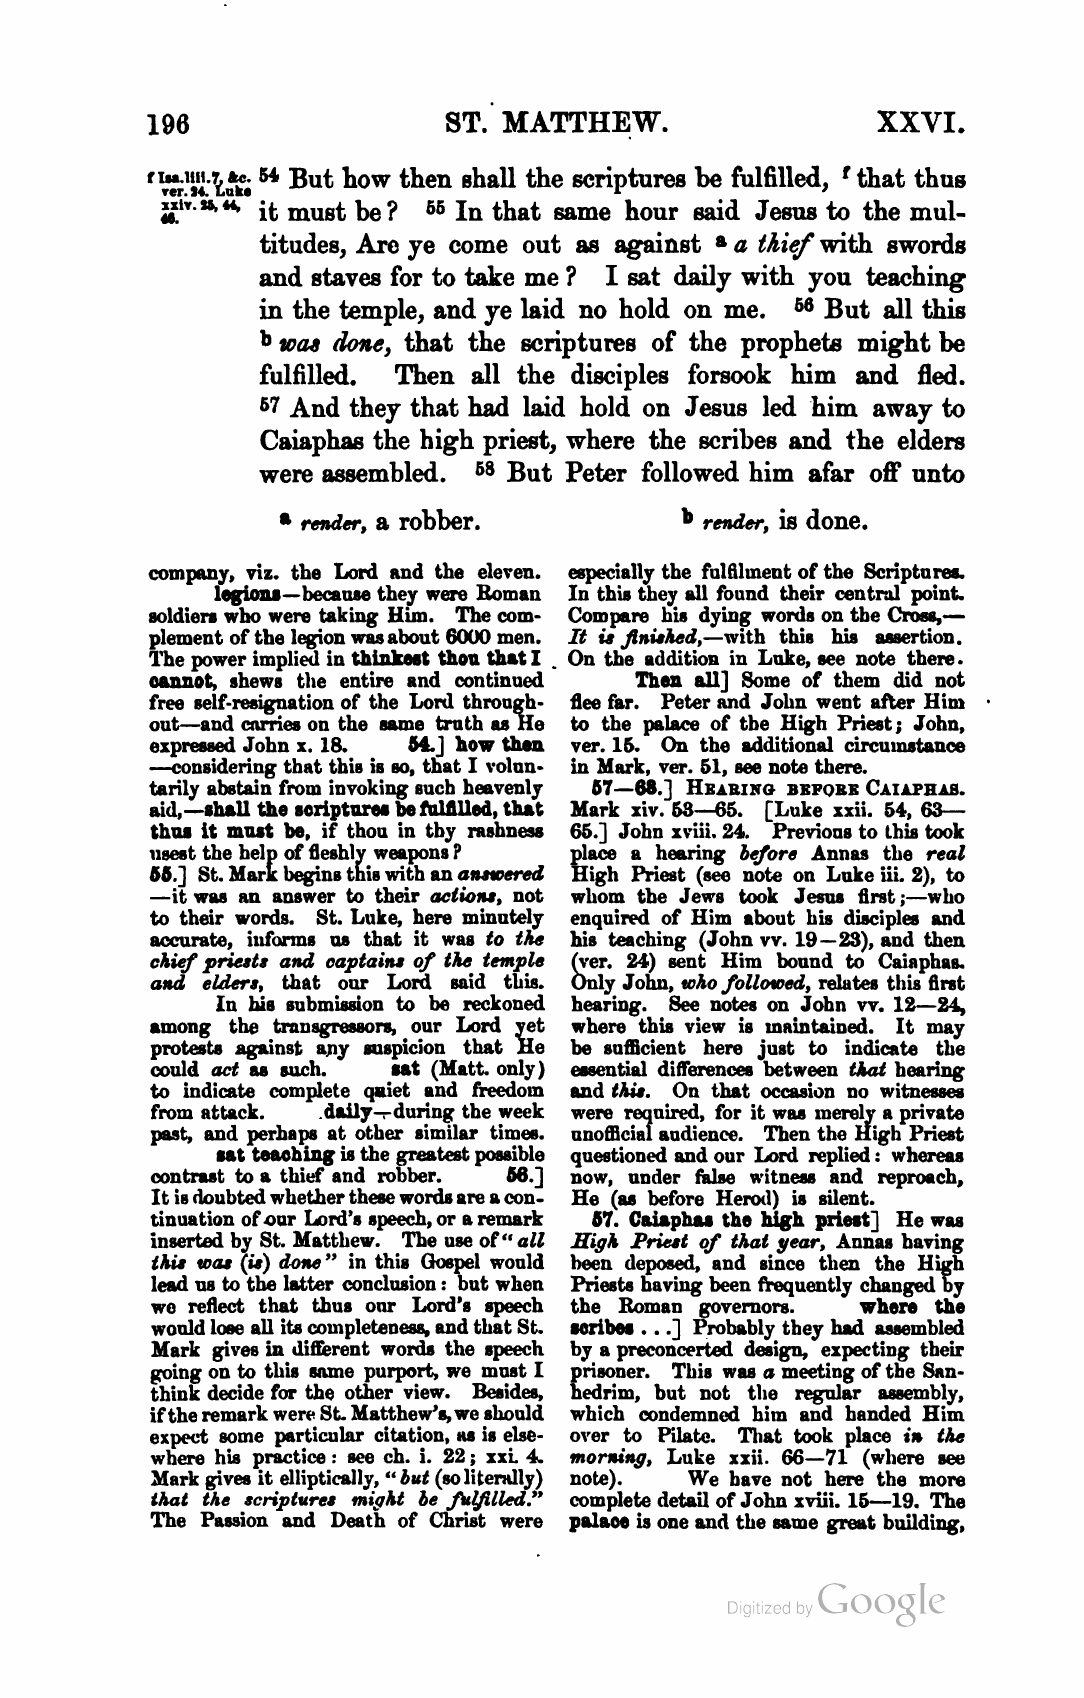 196 ST. MATTHEW. XXVI.
f Isa. liii. 7, &c.
ver. 24. Luke
xxiv. 25, 44,
46.
54 But how then shall the scriptures be fulfilled, f that thus
it must be? 55 In that same hour said Jesus to the mul-
titudes, Are ye come out as against a a thief with swords
and staves for to take me? I sat daily with you teaching
in the temple, and ye laid no hold on me. 56 But all this
b was done, that the scriptures of the prophets might be
fulfilled. Then all the disciples forsook him and fled.
57 And they that had laid hold on Jesus led him away to
Caiaphas the high priest, where the scribes and the elders
were assembled. 58 But Peter followed him afar off unto
a render, a robber. b render, is done.
company, viz. the Lord and the eleven.
legions—because they were Roman
soldiers who were taking Him. The com-
plement of the legion was about 6000 men.
The power implied in thinkest thou that I
cannot, shews the entire and continued
free self-resignation of the Lord through-
out—and carries on the same truth as He
expressed John x. 18. 54.] how then
—considering that this is so, that I volun-
tarily abstain from invoking such heavenly
aid,—shall the scriptures be fulfilled, that
thus it must be, if thou in thy rashness
usest the help of fleshly weapons?
55.] St. Mark begins this with an answered
—it was an answer to their actions, not
to their words. St. Luke, here minutely
accurate, informs us that it was to the
chief priests and captains of the temple
and elders, that our Lord said this.
In his submission to be reckoned
among the transgressors, our Lord yet
protests against any suspicion that He
could act as such. sat (Matt. only)
to indicate complete quiet and freedom
from attack. daily—during the week
past, and perhaps at other similar times.
sat teaching is the greatest possible
contrast to a thief and robber. 56.]
It is doubted whether these words are a con-
tinuation of our Lord's speech, or a remark
inserted by St. Matthew. The use of "all
this was (is) done" in this Gospel would
lead us to the latter conclusion: but when
we reflect that thus our Lord's speech
would lose all its completeness, and that St.
Mark gives in different words the speech
going on to this same purport, we must I
think decide for the other view. Besides,
if the remark were St. Matthew's, we should
expect some particular citation, as is else-
where his practice: see ch. i. 22; xxi. 4.
Mark gives it elliptically, "but (so literally)
that the scriptures might be fulfilled."
The Passion and Death of Christ were
especially the fulfilment of the Scriptures.
In this they all found their central point.
Compare his dying words on the Cross,—
It is finished,—with this his assertion.
On the addition in Luke, see note there.
Then all] Some of them did not
flee far. Peter and John went after Him
to the palace of the High Priest; John,
ver. 15. On the additional circumstance
in Mark, ver. 51, see note there.
57—68.] HEARING BEFORE CAIAPHAS.
Mark xiv. 53—65. [Luke xxii. 54, 63—
65.] John xviii. 24. Previous to this took
place a hearing before Annas the real
High Priest (see note on Luke iii. 2), to
whom the Jews took Jesus first;—who
enquired of Him about his disciples and
his teaching (John vv. 19—23), and then
(ver. 24) sent Him bound to Caiaphas.
Only John, who followed, relates this first
hearing. See notes on John vv. 12—24,
where this view is maintained. It may
be sufficient here just to indicate the
essential differences between that hearing
and this. On that occasion no witnesses
were required, for it was merely a private
unofficial audience. Then the High Priest
questioned and our Lord replied: whereas
now, under false witness and reproach,
He (as before Herod) is silent.
57. Caiaphas the high priest] He was
High Priest of that year, Annas having
been deposed, and since then the High
Priests having been frequently changed by
the Roman governors. where the
scribes . . .] Probably they had assembled
by a preconcerted design, expecting their
prisoner. This was a meeting of the San-
hedrim, but not the regular assembly,
which condemned him and handed Him
over to Pilate. That took place in the
morning, Luke xxii. 66—71 (where see
note). We have not here the more
complete detail of John xviii. 15—19. The
palace is one and the same great building,
Digitized by Google